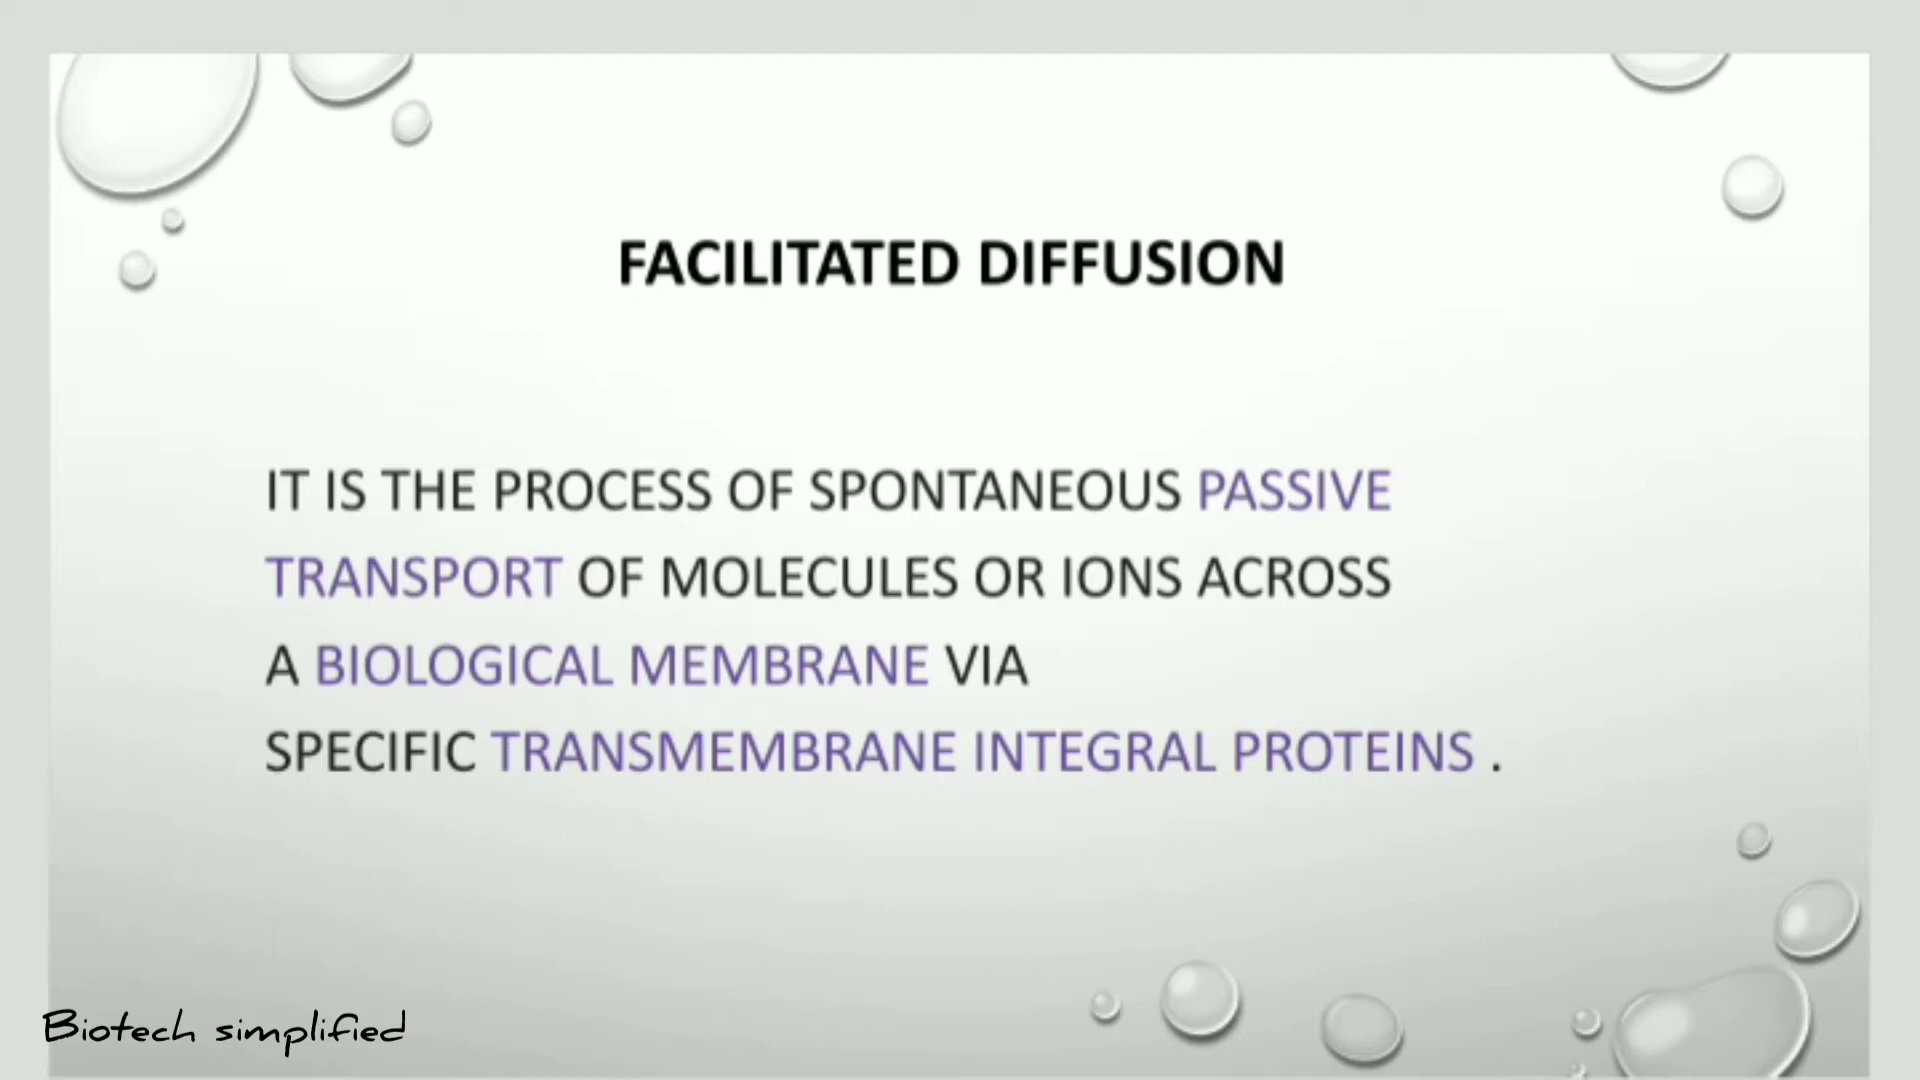 FACILITATED DIFFUSION
IT IS THE PROCESS OF SPONTANEOUS PASSIVE
TRANSPORT OF MOLECULES OR IONS ACROSS
A BIOLOGICAL MEMBRANE VIA
SPECIFIC TRANSMEMBRANE INTEGRAL PROTEINS .
Biotech simplified